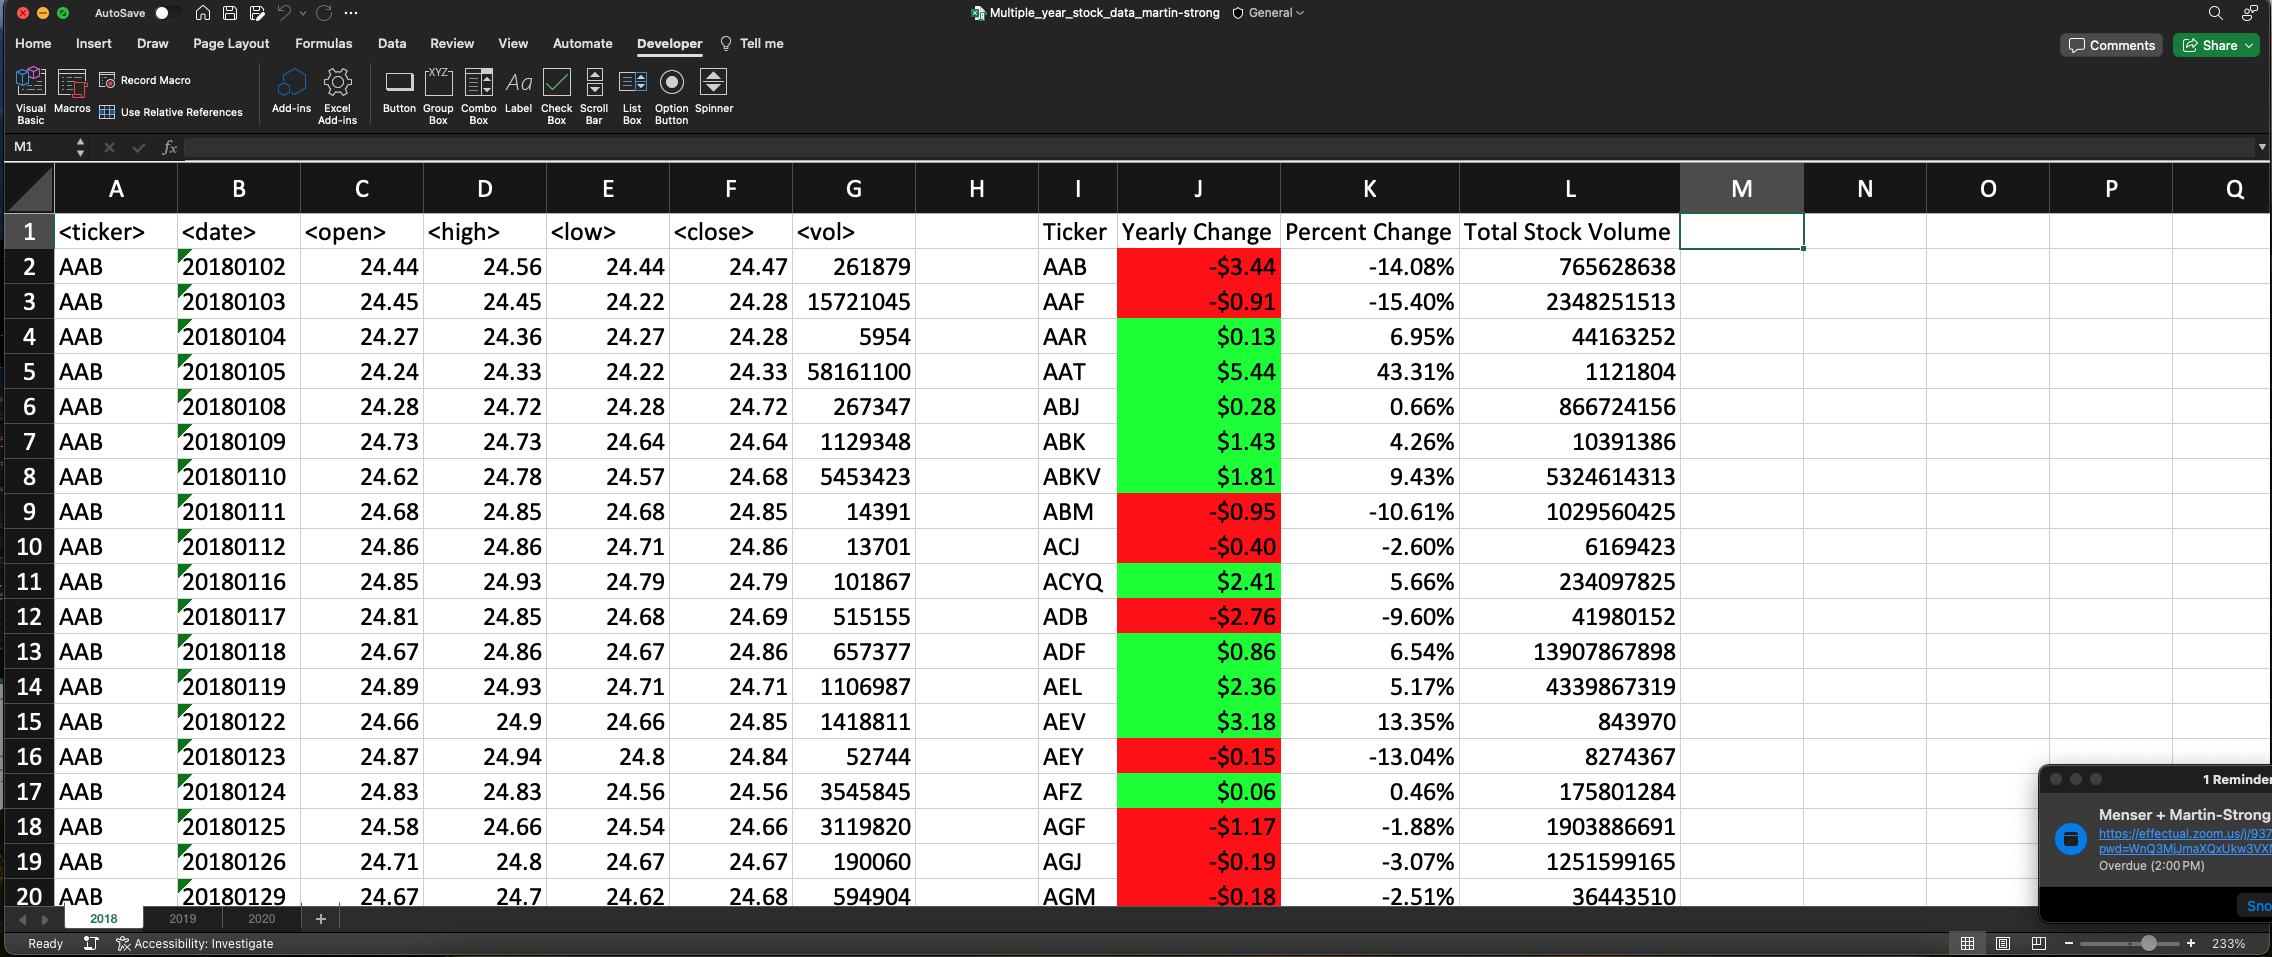 AutoSave
Multiple_year_stock_data_martin-strong General
Home Insert Draw Page Layout Formulas Data Review View Automate Developer Tell me Comments Share
Visual Basic
Macros
Record Macro
Use Relative References
Add-ins
Excel Add-ins
Button
XYZ
Group Box
Combo Box
Aa
Label
Check Box
Scroll Bar
List Box
Option Button
Spinner
M1 fx
A B C D E F G H I J K L M N O P Q
1 <ticker> <date> <open> <high> <low> <close> <vol> Ticker Yearly Change Percent Change Total Stock Volume
2 AAB 20180102 24.44 24.56 24.44 24.47 261879 AAB -$3.44 -14.08% 765628638
3 AAB 20180103 24.45 24.45 24.22 24.28 15721045 AAF -$0.91 -15.40% 2348251513
4 AAB 20180104 24.27 24.36 24.27 24.28 5954 AAR $0.13 6.95% 44163252
5 AAB 20180105 24.24 24.33 24.22 24.33 58161100 AAT $5.44 43.31% 1121804
6 AAB 20180108 24.28 24.72 24.28 24.72 267347 ABJ $0.28 0.66% 866724156
7 AAB 20180109 24.73 24.73 24.64 24.64 1129348 ABK $1.43 4.26% 10391386
8 AAB 20180110 24.62 24.78 24.57 24.68 5453423 ABKV $1.81 9.43% 5324614313
9 AAB 20180111 24.68 24.85 24.68 24.85 14391 ABM -$0.95 -10.61% 1029560425
10 AAB 20180112 24.86 24.86 24.71 24.86 13701 ACJ -$0.40 -2.60% 6169423
11 AAB 20180116 24.85 24.93 24.79 24.79 101867 ACYQ $2.41 5.66% 234097825
12 AAB 20180117 24.81 24.85 24.68 24.69 515155 ADB -$2.76 -9.60% 41980152
13 AAB 20180118 24.67 24.86 24.67 24.86 657377 ADF $0.86 6.54% 13907867898
14 AAB 20180119 24.89 24.93 24.71 24.71 1106987 AEL $2.36 5.17% 4339867319
15 AAB 20180122 24.66 24.9 24.66 24.85 1418811 AEV $3.18 13.35% 843970
16 AAB 20180123 24.87 24.94 24.8 24.84 52744 AEY -$0.15 -13.04% 8274367
17 AAB 20180124 24.83 24.83 24.56 24.56 3545845 AFZ $0.06 0.46% 175801284
18 AAB 20180125 24.58 24.66 24.54 24.66 3119820 AGF -$1.17 -1.88% 1903886691
19 AAB 20180126 24.71 24.8 24.67 24.67 190060 AGJ -$0.19 -3.07% 1251599165
20 AAB 20180129 24.67 24.7 24.62 24.68 594904 AGM -$0.18 -2.51% 36443510
1 Reminder
Menser + Martin-Strong
https://effectual.zoom.us/j/937
pwd=WnQ3MjJmaXQxUkw3VX
Overdue (2:00 PM)
Sno
2018 2019 2020 +
Ready Accessibility: Investigate 233%